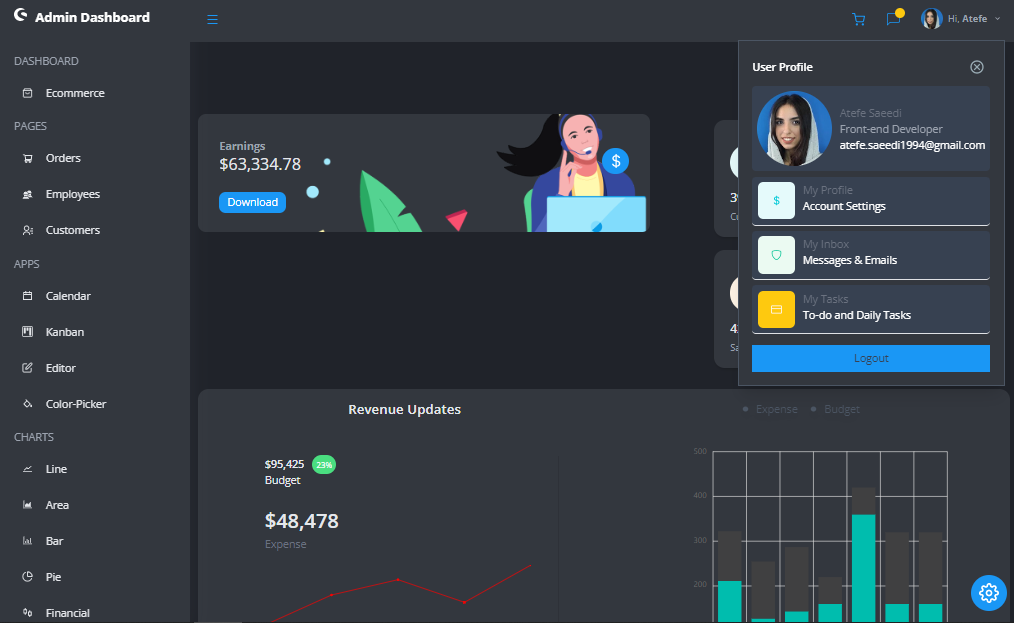 Admin Dashboard
Hi, Atefe
DASHBOARD
Ecommerce
PAGES
Orders
Employees
Customers
APPS
Calendar
Kanban
Editor
Color-Picker
CHARTS
Line
Area
Bar
Pie
Financial
Earnings
$63,334.78
Download
$
User Profile
Atefe Saeedi
Front-end Developer
atefe.saeedi1994@gmail.com
$
My Profile
Account Settings
My Inbox
Messages & Emails
My Tasks
To-do and Daily Tasks
Logout
Revenue Updates
Expense
Budget
$95,425
23%
Budget
$48,478
Expense
500
400
300
200